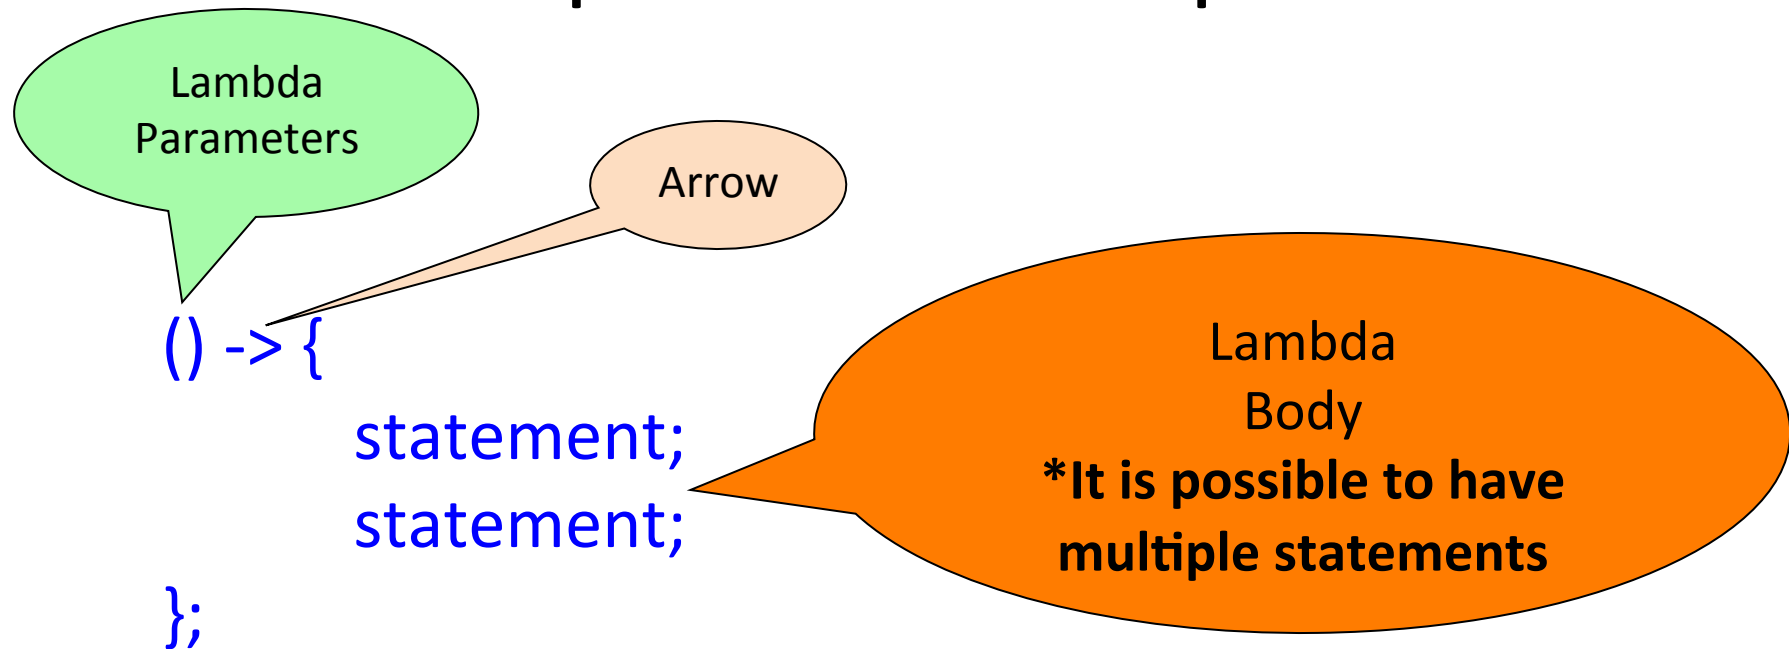 Lambda
Parameters
Arrow
() -> {
statement;
statement;
};
Lambda
Body
*It is possible to have
multiple statements